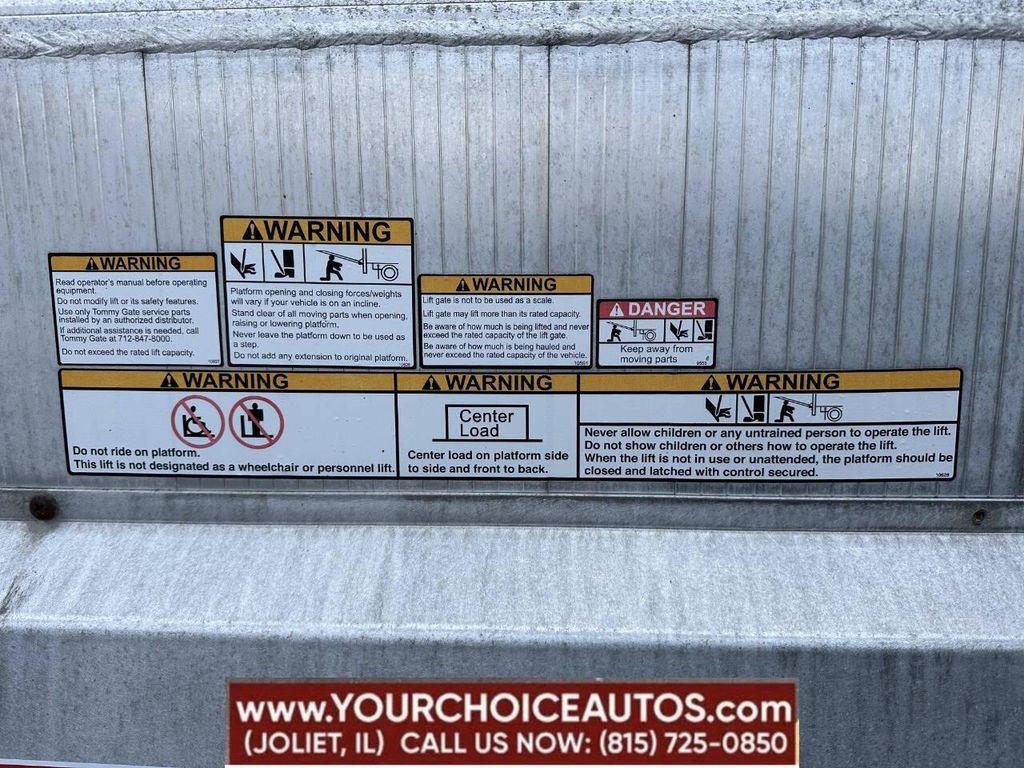 WARNING
Read operator's manual before operating
equipment.
Do not modify lift or its safety features.
Use only Tommy Gate service parts
installed by an authorized distributor.
If additional assistance is needed, call
Tommy Gate at 712-847-8000.
Do not exceed the rated lift capacity.
WARNING
Platform opening and closing forces/weights
will vary if your vehicle is on an incline.
Stand clear of all moving parts when opening,
raising or lowering platform.
Never leave the platform down to be used as
a step.
Do not add any extension to original platform.
WARNING
Lift gate is not to be used as a scale.
Lift gate may lift more than its rated capacity.
Be aware of how much is being lifted and never
exceed the rated capacity of the lift gate.
Be aware of how much is being hauled and
never exceed the rated capacity of the vehicle.
DANGER
Keep away from
moving parts
WARNING
Do not ride on platform.
This lift is not designated as a wheelchair or personnel lift.
WARNING
Center
Load
Center load on platform side
to side and front to back.
WARNING
Never allow children or any untrained person to operate the lift.
Do not show children or others how to operate the lift.
When the lift is not in use or unattended, the platform should be
closed and latched with control secured.
10628
www.YOURCHOICEAUTOS.com
(JOLIET, IL) CALL US NOW: (815) 725-0850